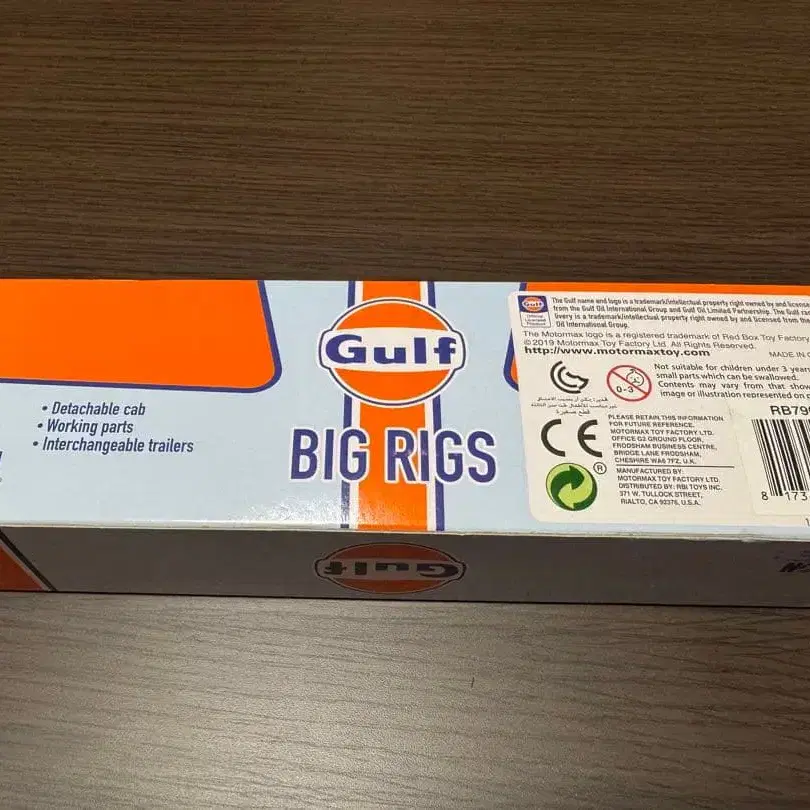 Gulf
BIG RIGS
• Detachable cab
• Working parts
• Interchangeable trailers
Gulf
Official
Licensed
Product
The Gulf name and logo is a trademark/intellectual property right owned by and
from the Gulf Oil International Group and Gulf Oil Limited Partnership. The Gulf
livery is a trademark/intellectual property right owned by and licensed from the
Oil International Group.
The Motormax logo is a registered trademark of Red Box Toy Factory
©2019 Motormax Toy Factory Ltd. All Rights Reserved.
http://www.motormaxtoy.com
MADE IN
Not suitable for children under 3 years
small parts which can be swallowed.
Contents may vary from that
image or illustration represented on
0-3
CE
PLEASE RETAIN THIS INFORMATION
FOR FUTURE REFERENCE.
MOTORMAX TOY FACTORY LTD.
OFFICE G2 GROUND FLOOR,
FRODSHAM BUSINESS CENTRE,
BRIDGE LANE FRODSHAM,
CHESHIRE WA6 7FZ, U.K.
MANUFACTURED BY:
MOTORMAX TOY FACTORY LTD.
DISTRIBUTED BY: RBI TOYS INC.
371 W. TULLOCK STREET,
RIALTO, CA 92376, U.S.A.
®
RB79
8 173
Gulf